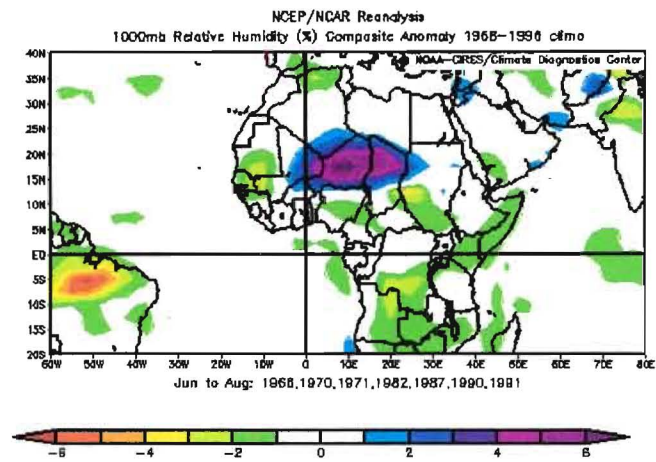 NCEP/NCAR Reanalysis
1000mb Relative Humidity (%) Composite Anomaly 1968-1996 clima
NOAA-CIRES/Climate Diagnostics Center
40N
35N
30N
25N
20N
15N
10N
5N
EQ
5S
10S
15S
20S
60W 50W 40W 30W 20W 10W 0 10E 20E 30E 40E 50E 60E 70E 80E
Jun to Aug: 1966,1970,1971,1982,1987,1990,1991
-6 -4 -2 0 2 4 6